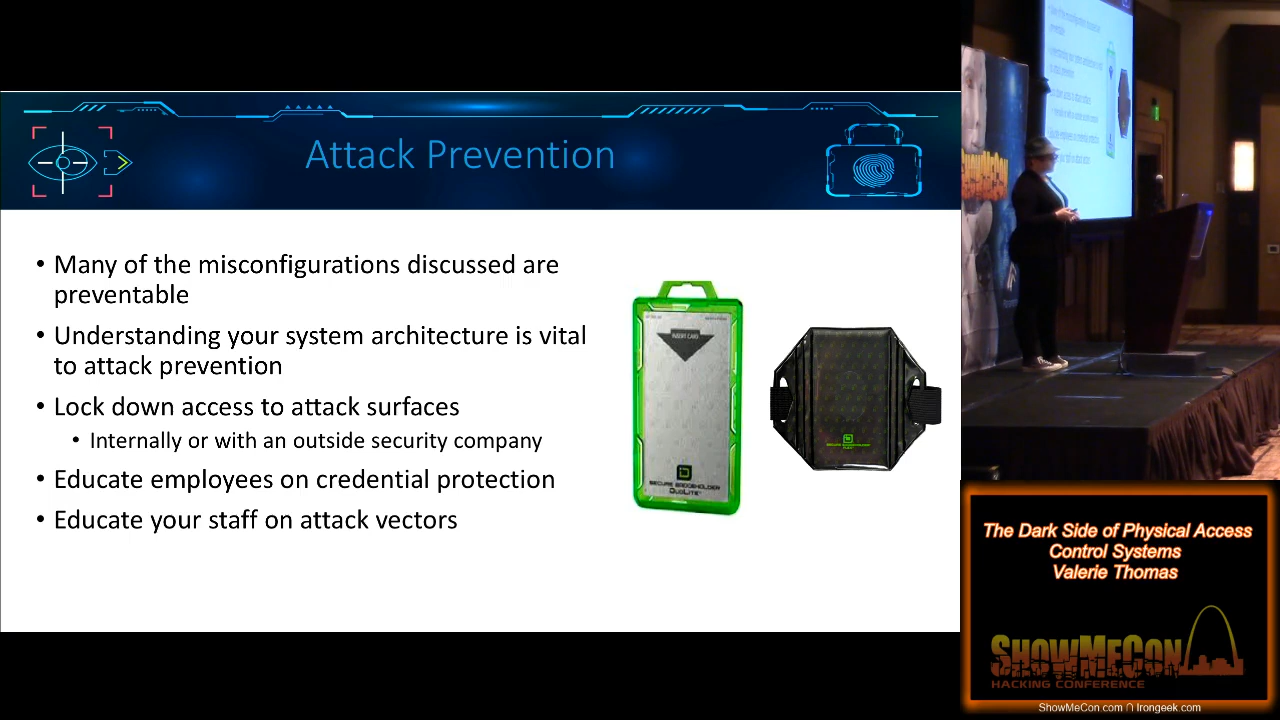 Attack Prevention
• Many of the misconfigurations discussed are
preventable
• Understanding your system architecture is vital
to attack prevention
• Lock down access to attack surfaces
• Internally or with an outside security company
• Educate employees on credential protection
• Educate your staff on attack vectors
INSERT CARD
SECURE BADGEHOLDER
DUOLITE
The Dark Side of Physical Access
Control Systems
Valerie Thomas
SHOWMECON
HACKING CONFERENCE
ShowMeCon.com ∩ Irongeek.com